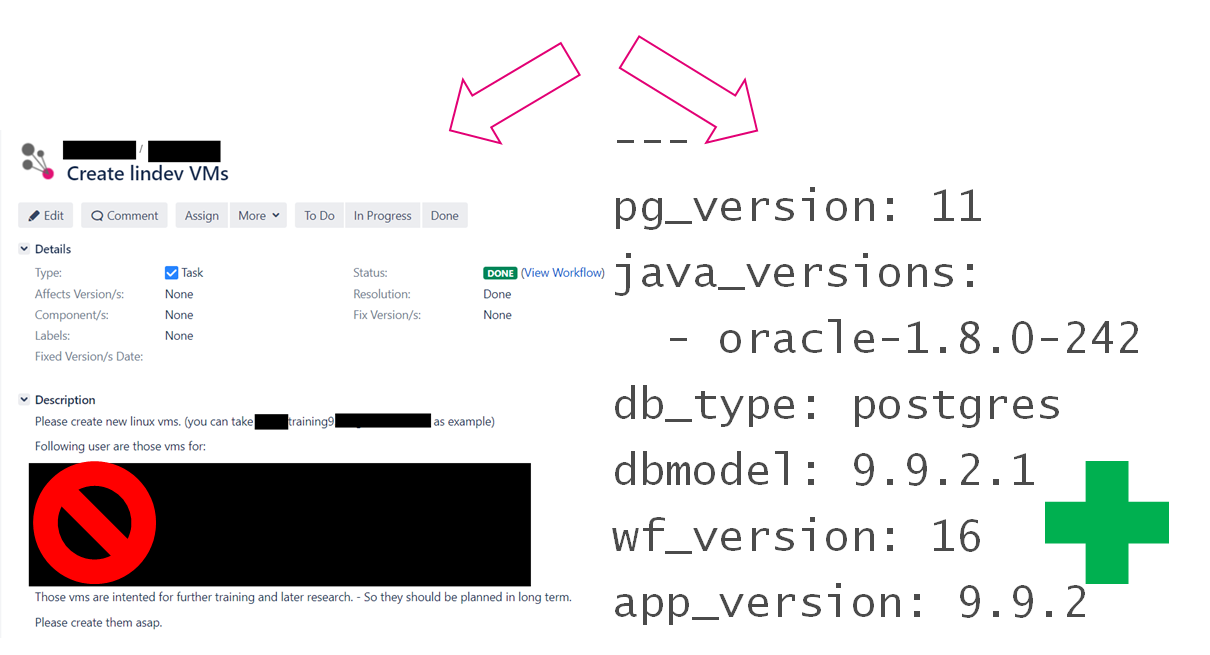 /
Create lindev VMs
Edit Comment Assign More To Do In Progress Done
Details
Type: Task Status: DONE (View Workflow)
Affects Version/s: None Resolution: Done
Component/s: None Fix Version/s: None
Labels: None
Fixed Version/s Date:
Description
Please create new linux vms. (you can take training9 as example)
Following user are those vms for:
Those vms are intented for further training and later research. - So they should be planned in long term.
Please create them asap.
---
pg_version: 11
java_versions:
- oracle-1.8.0-242
db_type: postgres
dbmodel: 9.9.2.1
wf_version: 16
app_version: 9.9.2